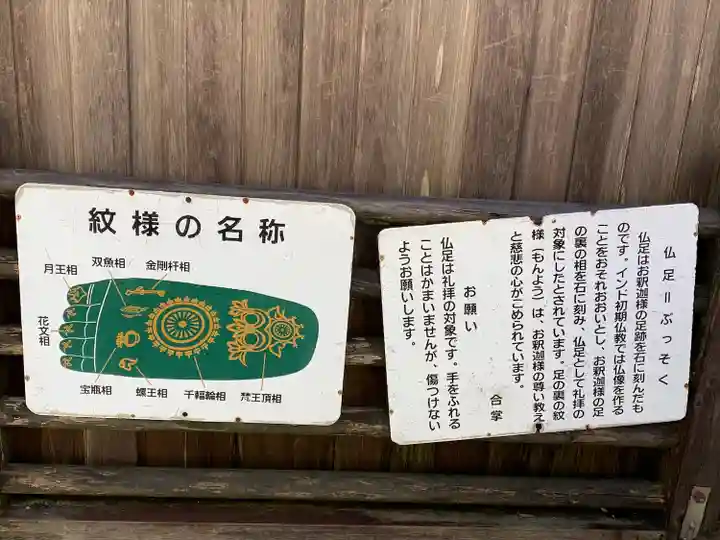 紋様の名称
月王相
双魚相
金剛杵相
花文相
宝瓶相
螺王相
千幅輪相
梵王頂相
仏足=ぶっそく
仏足はお釈迦様の足跡を石に刻んだも
のです。インド初期仏教では仏像を作る
ことをおそれおおいとし、お釈迦様の足
の裏の相を石に刻み、仏足として礼拝の
対象にしたとされています。足の裏の紋
様(もんよう)は、お釈迦様の尊い教え
と慈悲の心がこめられています。
合掌
お願い
仏足は礼拝の対象です。手をふれる
ことはかまいませんが、傷つけない
ようお願いします。